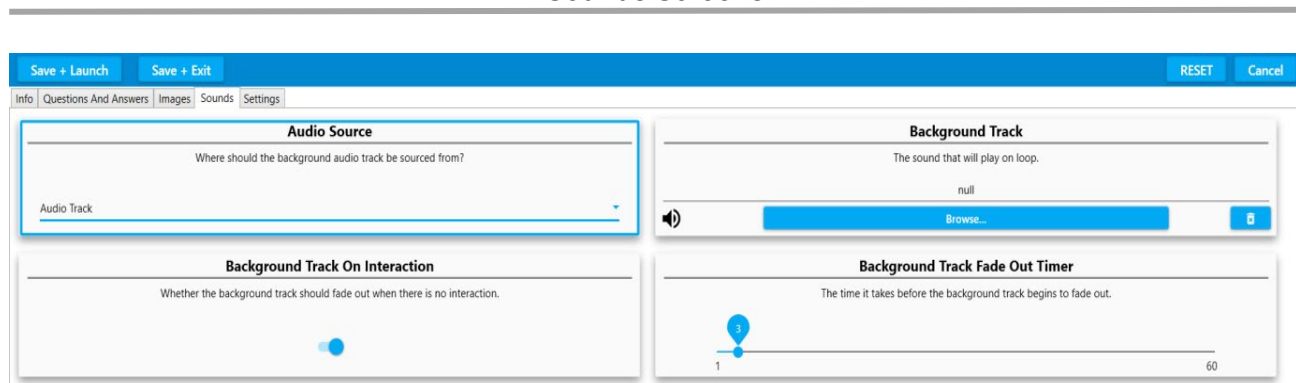 Save + Launch Save + Exit RESET Cancel
Info Questions And Answers Images Sounds Settings
Audio Source
Where should the background audio track be sourced from?
Audio Track
Background Track
The sound that will play on loop.
null
Browse...
Background Track On Interaction
Whether the background track should fade out when there is no interaction.
Background Track Fade Out Timer
The time it takes before the background track begins to fade out.
3
1 60